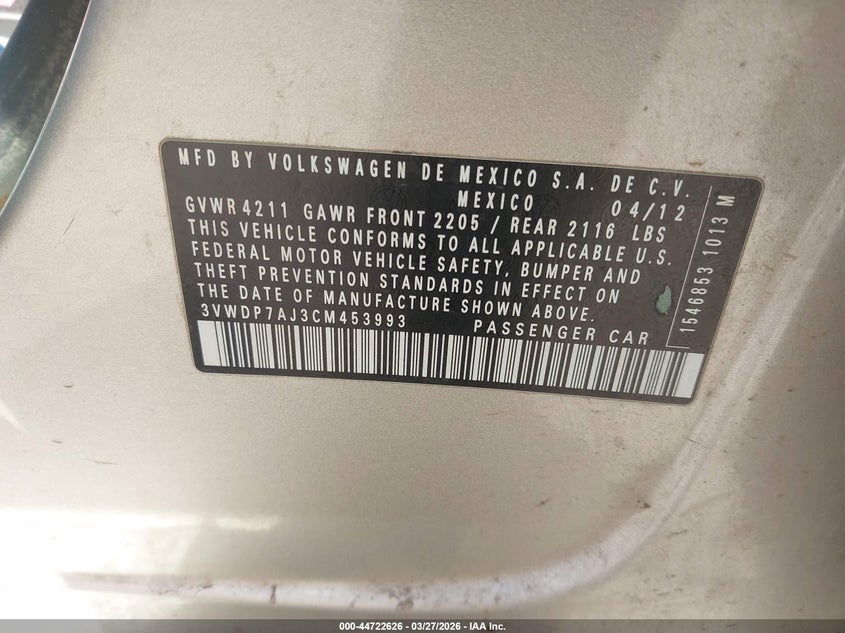 MFD BY VOLKSWAGEN DE MEXICO S.A. DE C.V.
MEXICO 04/12
GVWR 4211 GAWR FRONT 2205 / REAR 2116 LBS
THIS VEHICLE CONFORMS TO ALL APPLICABLE U.S.
FEDERAL MOTOR VEHICLE SAFETY, BUMPER AND
THEFT PREVENTION STANDARDS IN EFFECT ON
THE DATE OF MANUFACTURE SHOWN ABOVE.
3VWDP7AJ3CM453993 PASSENGER CAR
1546853 1013 M
000-44722626 - 03/27/2026 - IAA Inc.